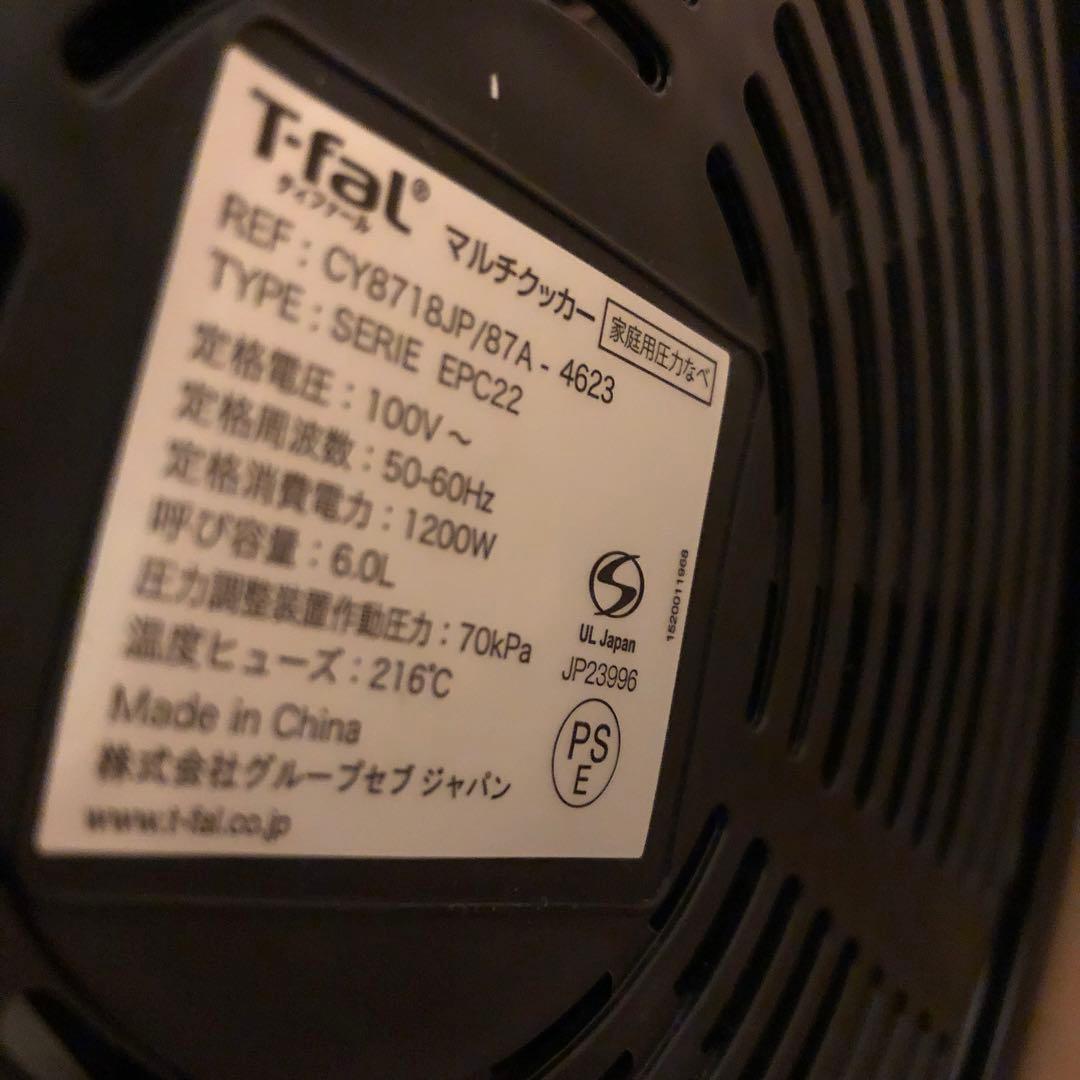 T-fal®
ティファール
マルチクッカー
家庭用圧力なべ
REF : CY8718JP/87A - 4623
TYPE : SERIE EPC22
定格電圧 : 100V～
定格周波数 : 50-60Hz
定格消費電力 : 1200W
呼び容量 : 6.0L
圧力調整装置作動圧力 : 70kPa
温度ヒューズ : 216℃
Made in China
株式会社グループセブ ジャパン
www.t-fal.co.jp
S
UL Japan
JP23996
PS
E
1520011968